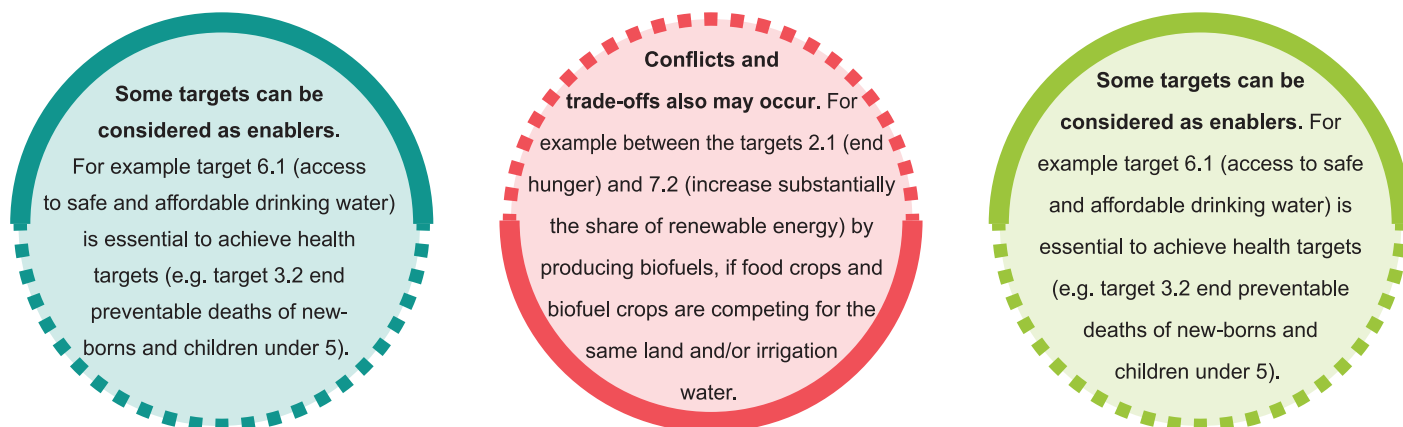 Some targets can be
considered as enablers.
For example target 6.1 (access
to safe and affordable drinking water)
is essential to achieve health
targets (e.g. target 3.2 end
preventable deaths of new-
borns and children under 5).
Conflicts and
trade-offs also may occur. For
example between the targets 2.1 (end
hunger) and 7.2 (increase substantially
the share of renewable energy) by
producing biofuels, if food crops and
biofuel crops are competing for the
same land and/or irrigation
water.
Some targets can be
considered as enablers. For
example target 6.1 (access to safe
and affordable drinking water) is
essential to achieve health targets
(e.g. target 3.2 end preventable
deaths of new-borns and
children under 5).